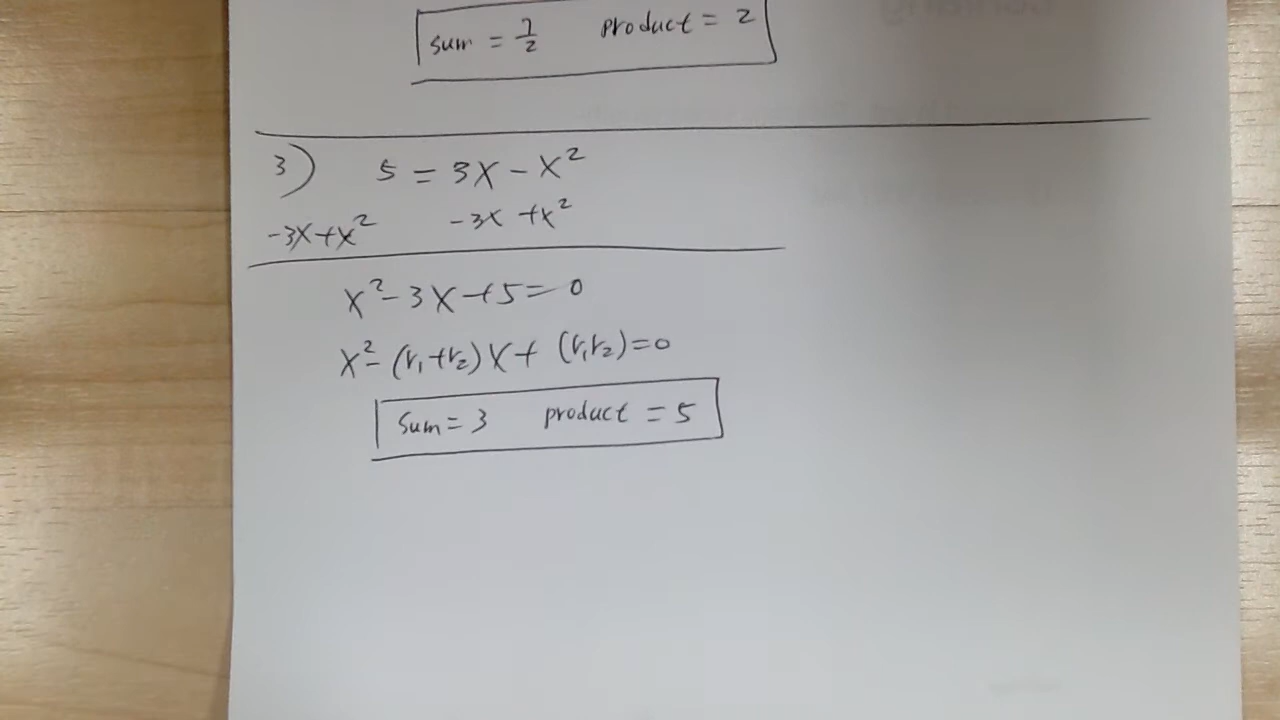 sum = 7/2 product = 2
3) 5 = 3x - x²
-3x+x² -3x +x²
x² - 3x + 5 = 0
x² - (r₁+r₂)x + (r₁r₂) = 0
Sum = 3 product = 5